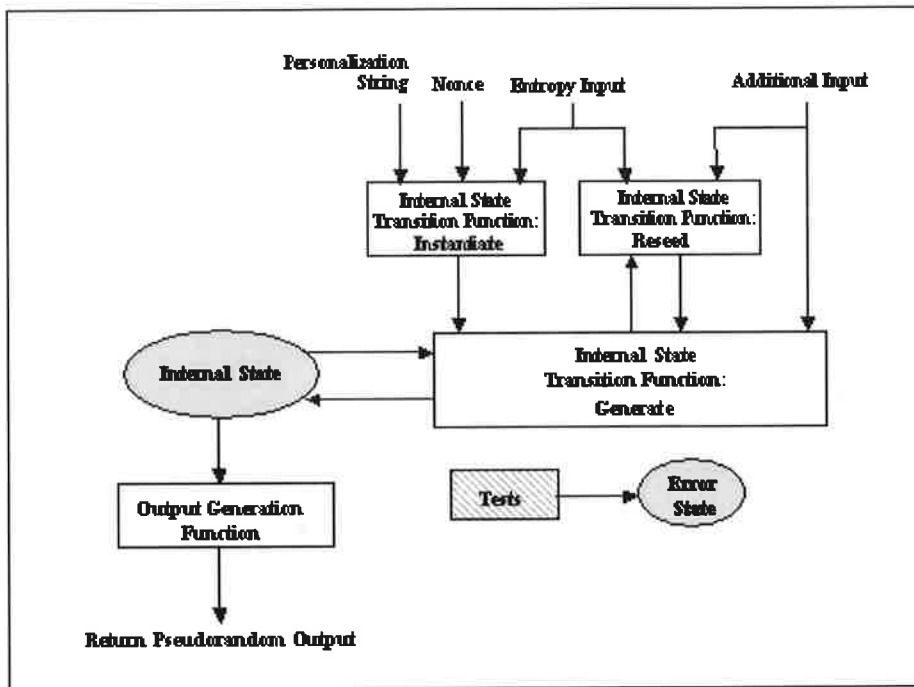 Personalization
String
Nonce
Entropy Input
Additional Input
Internal State
Transition Function:
Instantiate
Internal State
Transition Function:
Reseed
Internal State
Internal State
Transition Function:
Generate
Tests
Error
State
Output Generation
Function
Return Pseudorandom Output